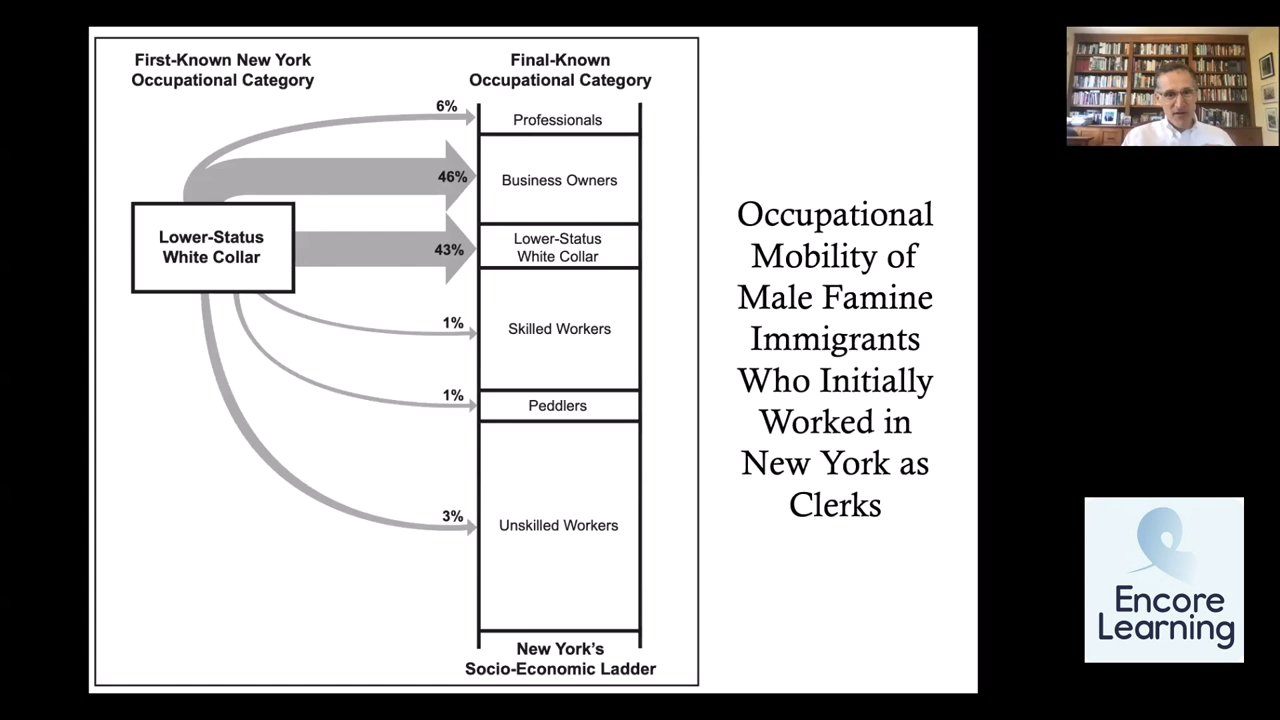 First-Known New York
Occupational Category
Final-Known
Occupational Category
6%
Professionals
46%
Business Owners
Lower-Status
White Collar
43%
Lower-Status
White Collar
1%
Skilled Workers
1%
Peddlers
3%
Unskilled Workers
New York's
Socio-Economic Ladder
Occupational
Mobility of
Male Famine
Immigrants
Who Initially
Worked in
New York as
Clerks
Encore
Learning